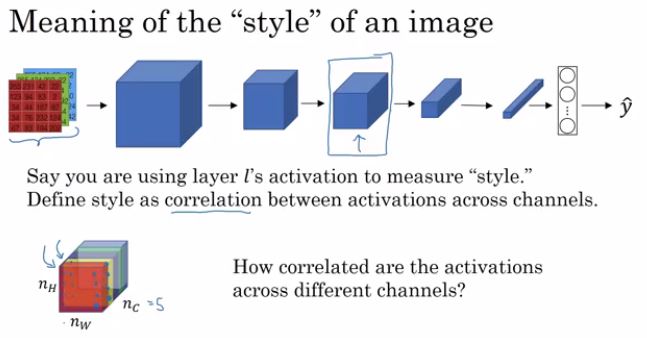 Meaning of the “style” of an image
ŷ
Say you are using layer l’s activation to measure “style.”
Define style as correlation between activations across channels.
How correlated are the activations
across different channels?
n_H
n_C =5
n_W